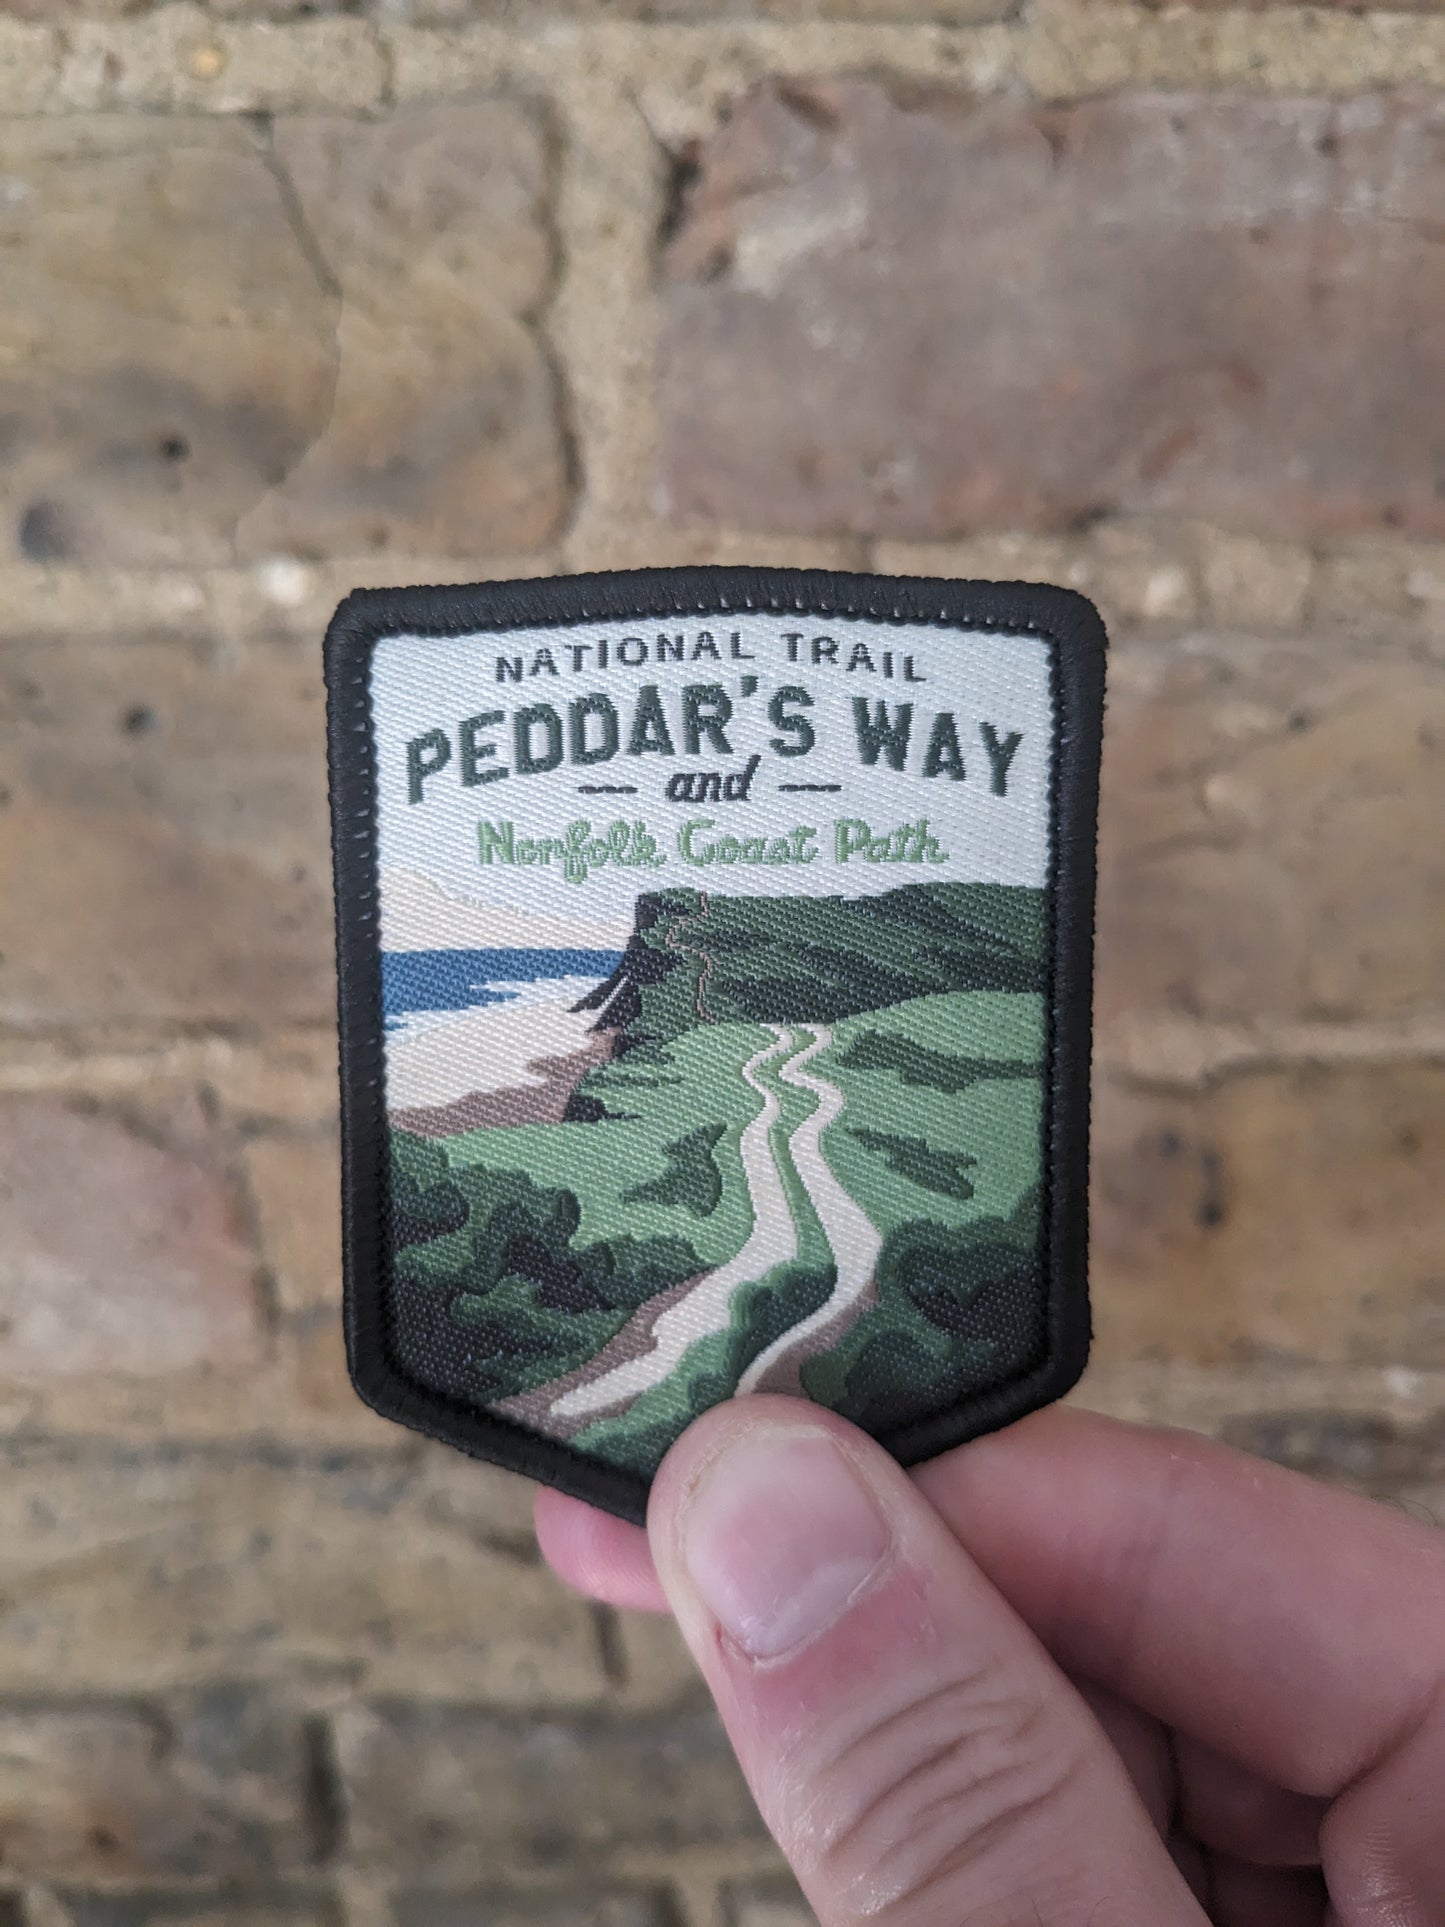 NATIONAL TRAIL
PEDDAR'S WAY
— and —
Norfolk Coast Path